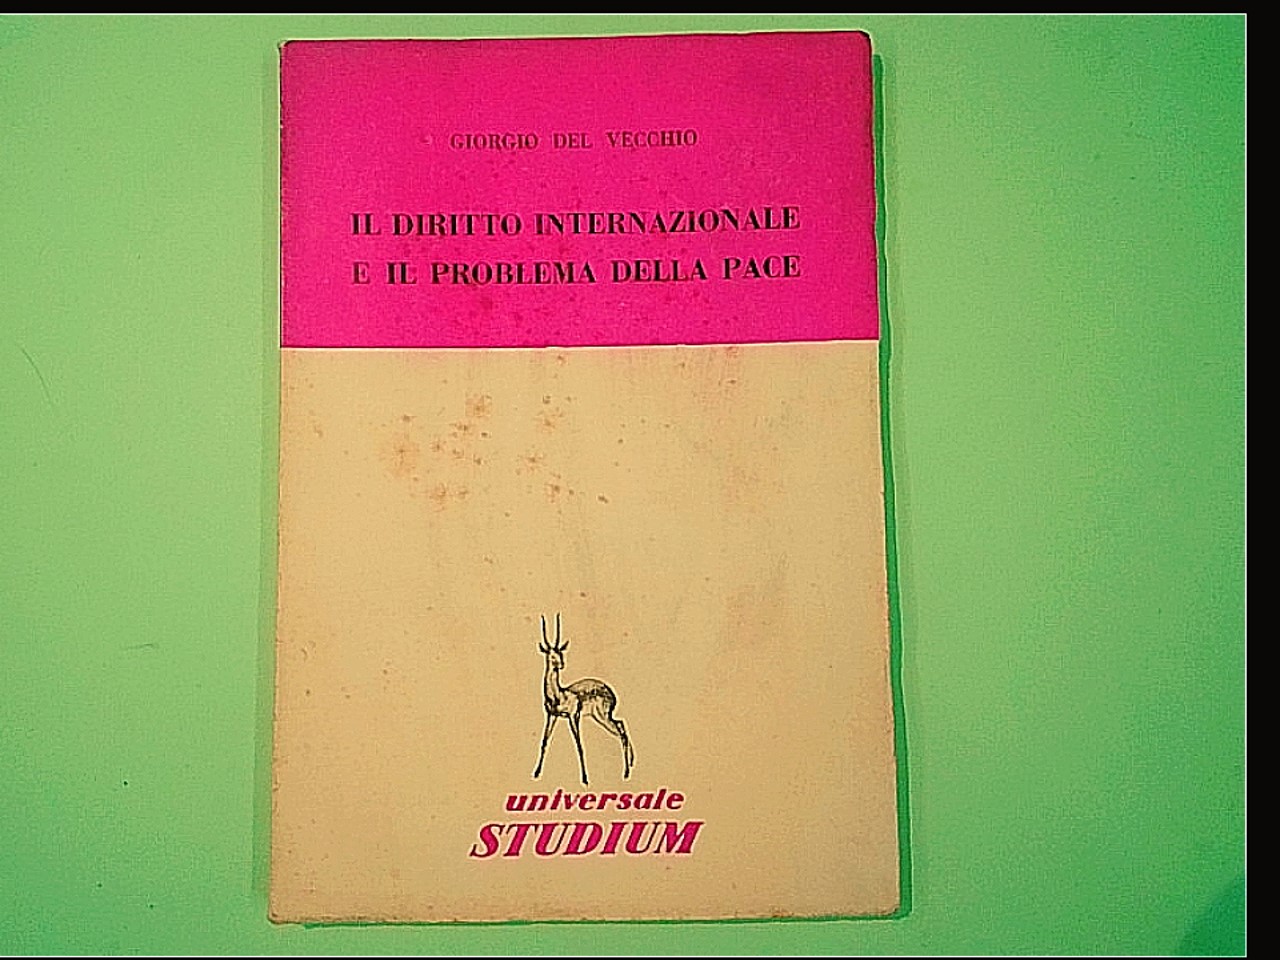 GIORGIO DEL VECCHIO
IL DIRITTO INTERNAZIONALE
E IL PROBLEMA DELLA PACE
universale
STUDIUM